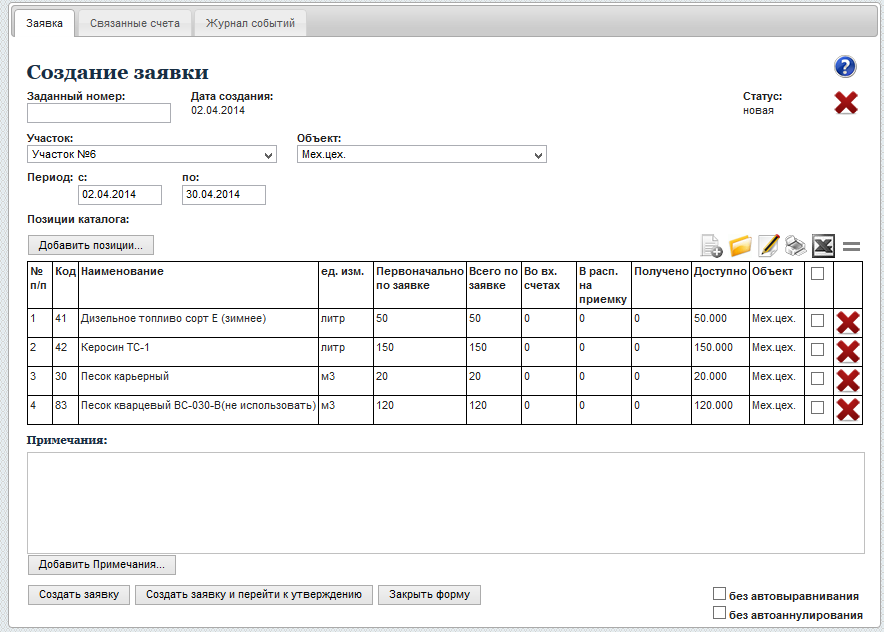 Заявка Связанные счета Журнал событий
Создание заявки
Заданный номер: Дата создания: Статус:
02.04.2014 новая
Участок: Объект:
Участок №6 Мех.цех.
Период: с: по:
02.04.2014 30.04.2014
Позиции каталога:
Добавить позиции...
№ п/п Код Наименование ед. изм. Первоначально по заявке Всего по заявке Во вх. счетах В расп. на приемку Получено Доступно Объект
1 41 Дизельное топливо сорт Е (зимнее) литр 50 50 0 0 0 50.000 Мех.цех.
2 42 Керосин ТС-1 литр 150 150 0 0 0 150.000 Мех.цех.
3 30 Песок карьерный м3 20 20 0 0 0 20.000 Мех.цех.
4 83 Песок кварцевый ВС-030-В(не использовать) м3 120 120 0 0 0 120.000 Мех.цех.
Примечания:
Добавить Примечания...
Создать заявку Создать заявку и перейти к утверждению Закрыть форму
без автовыравнивания
без автоаннулирования